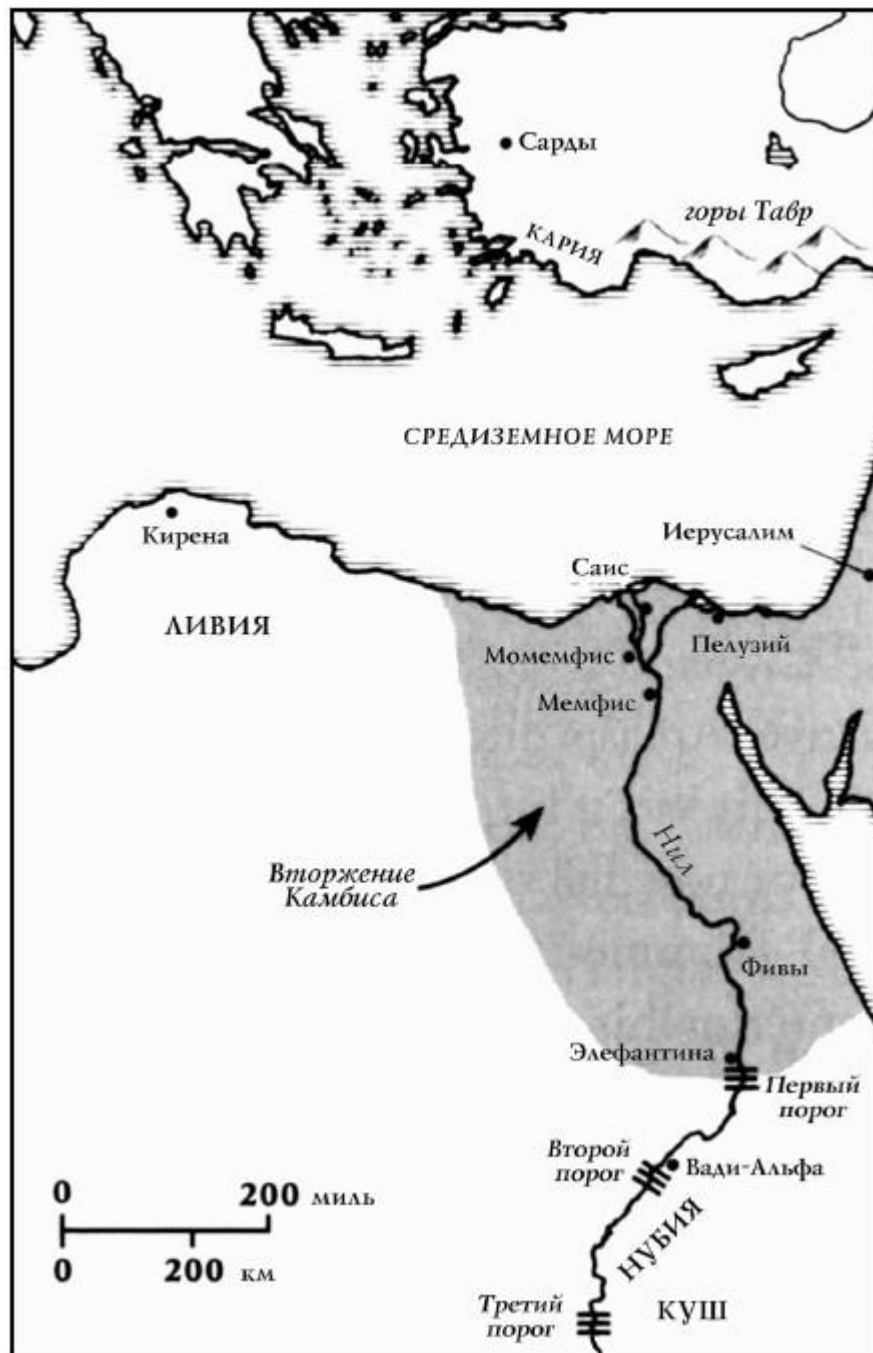 Сарды
горы Тавр
КАРИЯ
СРЕДИЗЕМНОЕ МОРЕ
Кирена
Иерусалим
Саис
ЛИВИЯ
Момемфис
Пелузий
Мемфис
Нил
Вторжение
Камбиса
Фивы
Элефантина
Первый
порог
Второй
порог
Вади-Альфа
0 200 миль
0 200 км
НУБИЯ
Третий
порог
КУШ